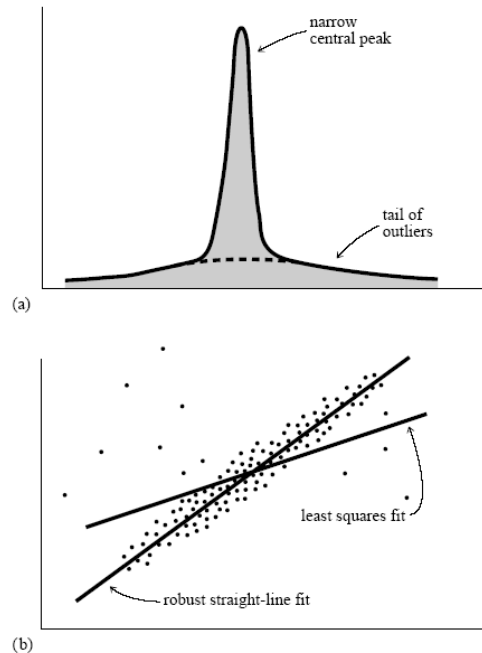 narrow
central peak
tail of
outliers
(a)
least squares fit
robust straight-line fit
(b)